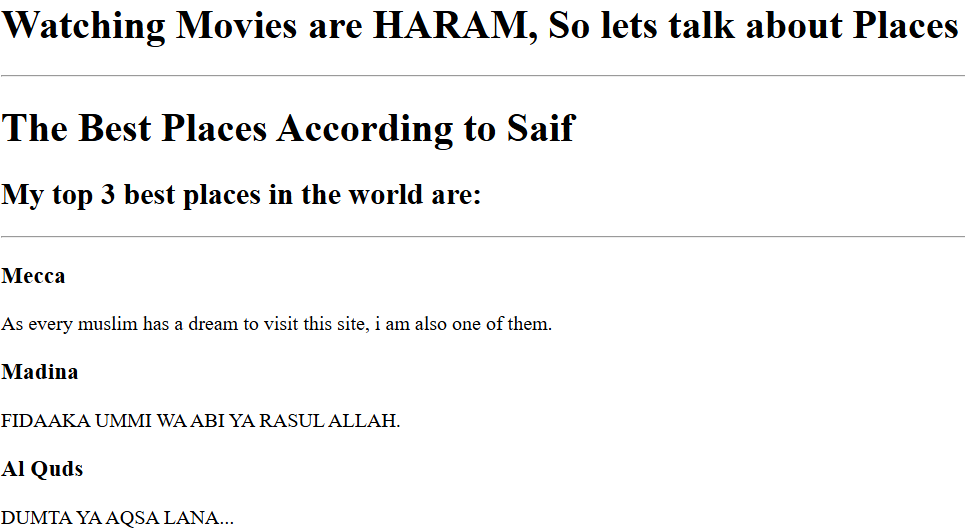 Watching Movies are HARAM, So lets talk about Places
The Best Places According to Saif
My top 3 best places in the world are:
Mecca
As every muslim has a dream to visit this site, i am also one of them.
Madina
FIDAAKA UMMI WA ABI YA RASUL ALLAH.
Al Quds
DUMTA YA AQSA LANA...